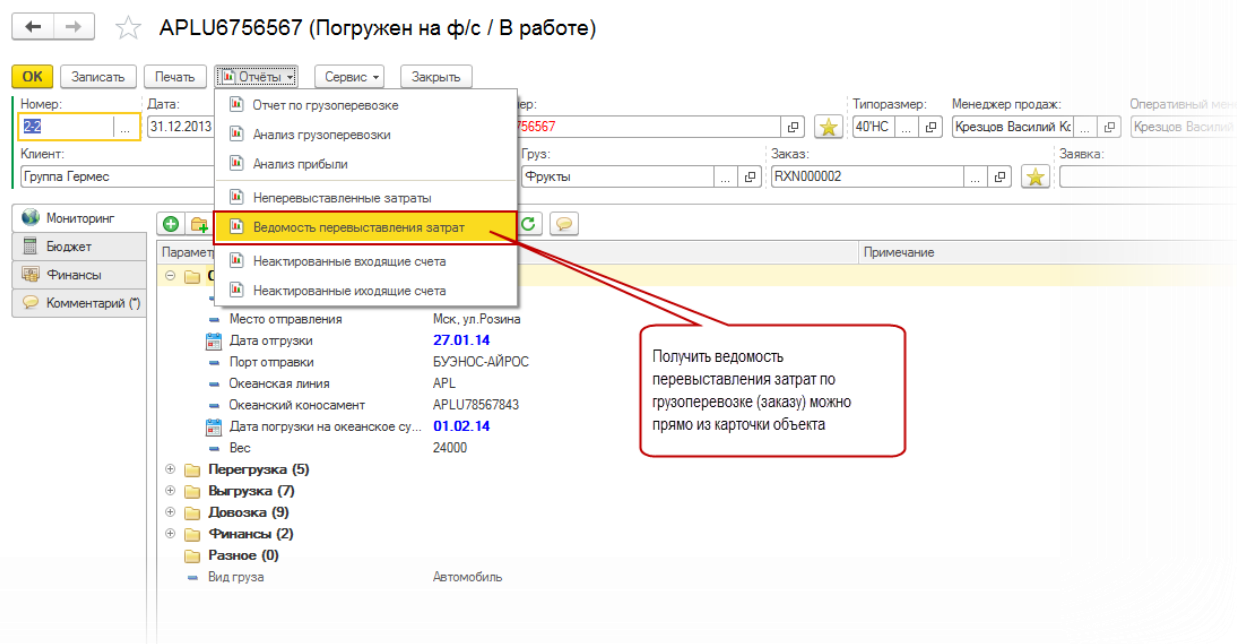 APLU6756567 (Погружен на ф/с / В работе)
ОК Записать Печать Отчёты Сервис Закрыть
Номер: Дата: ер: Типоразмер: Менеджер продаж: Оперативный мен
2-2 ... 31.12.2013 756567 40'HC ... Крезцов Василий Кс ... Крезцов Василий
Клиент: Груз: Заказ: Заявка:
Группа Гермес Фрукты ... RXN000002 ...
Отчет по грузоперевозке
Анализ грузоперевозки
Анализ прибыли
Неперевыставленные затраты
Ведомость перевыставления затрат
Неактированные входящие счета
Неактированные иходящие счета
Мониторинг
Бюджет
Финансы
Комментарий (*)
Парамет Примечание
Место отправления Мск, ул.Розина
Дата отгрузки 27.01.14
Порт отправки БУЭНОС-АЙРОС
Океанская линия APL
Океанский коносамент APLU78567843
Дата погрузки на океанское су... 01.02.14
Вес 24000
Перегрузка (5)
Выгрузка (7)
Довозка (9)
Финансы (2)
Разное (0)
Вид груза Автомобиль
Получить ведомость
перевыставления затрат по
грузоперевозке (заказу) можно
прямо из карточки объекта